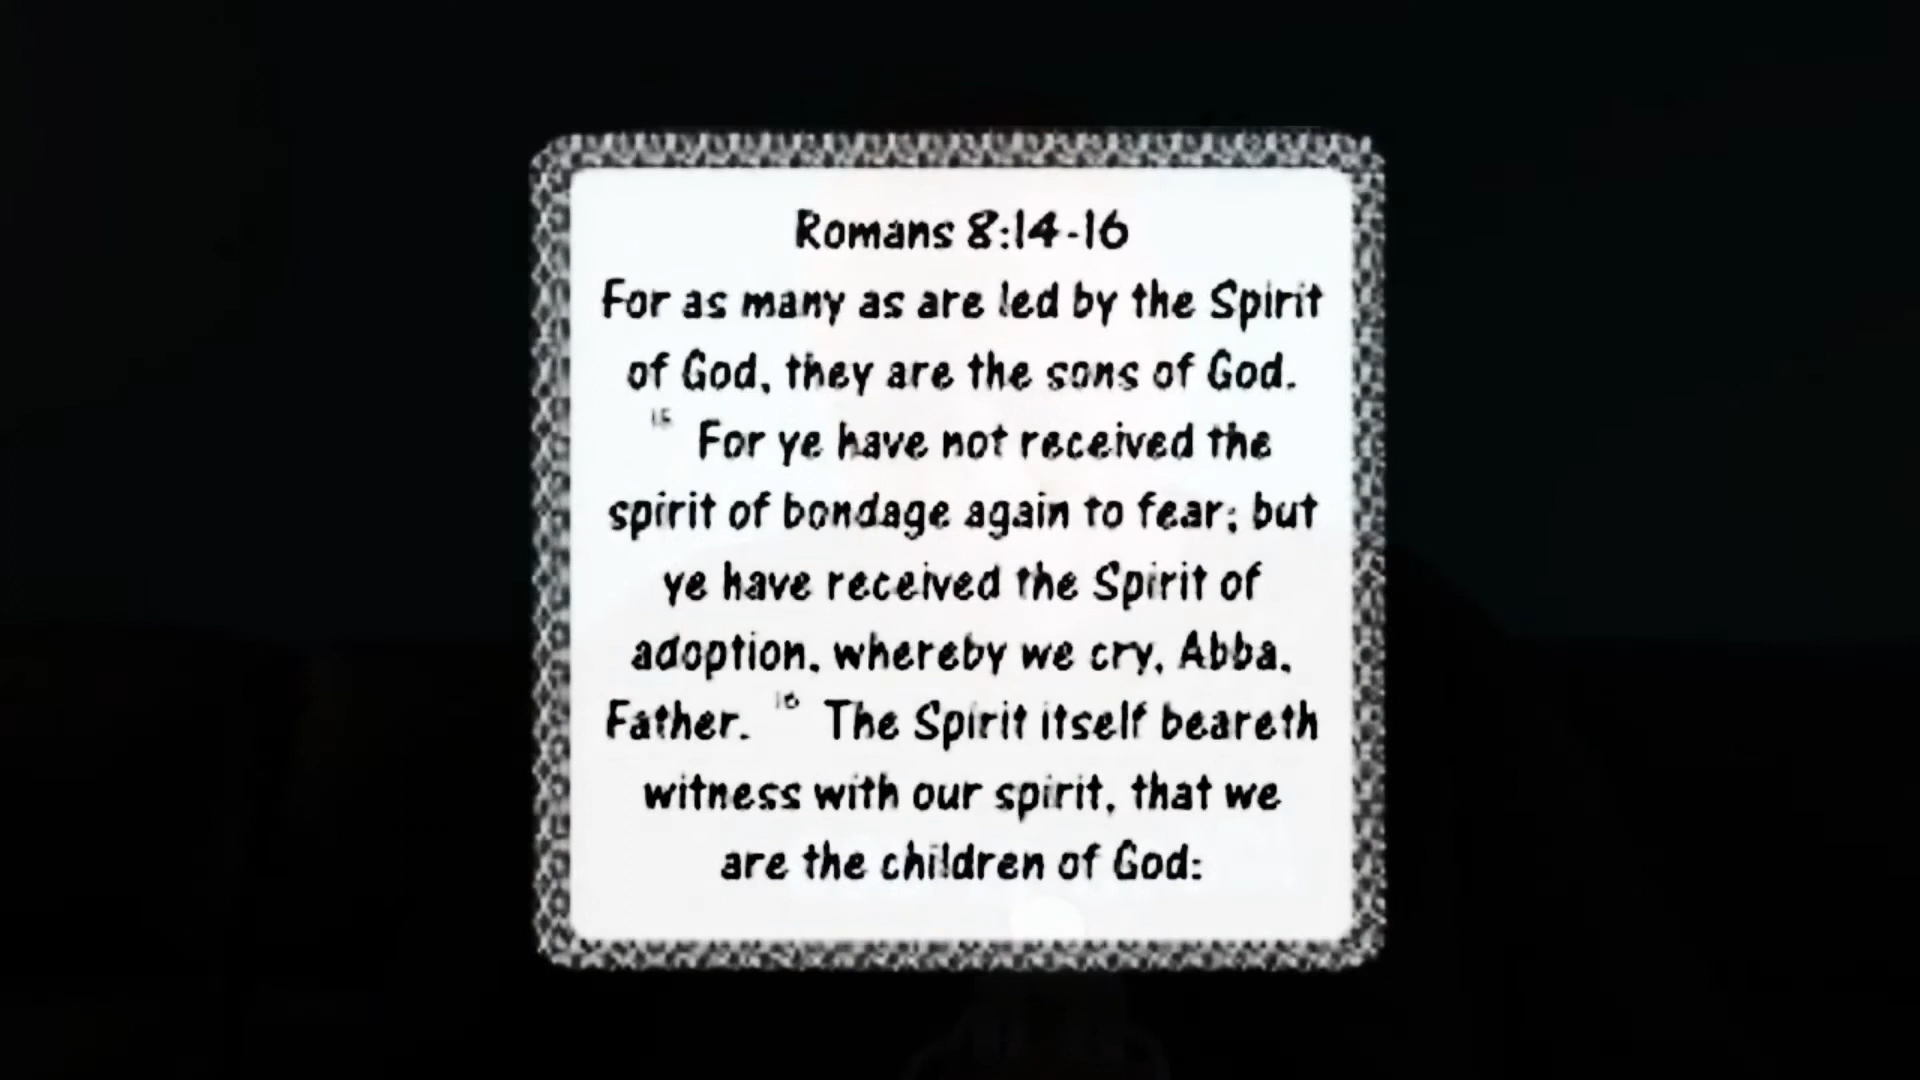 Romans 8:14-16
For as many as are led by the Spirit
of God, they are the sons of God.
15 For ye have not received the
spirit of bondage again to fear; but
ye have received the Spirit of
adoption, whereby we cry, Abba,
Father. 16 The Spirit itself beareth
witness with our spirit, that we
are the children of God: